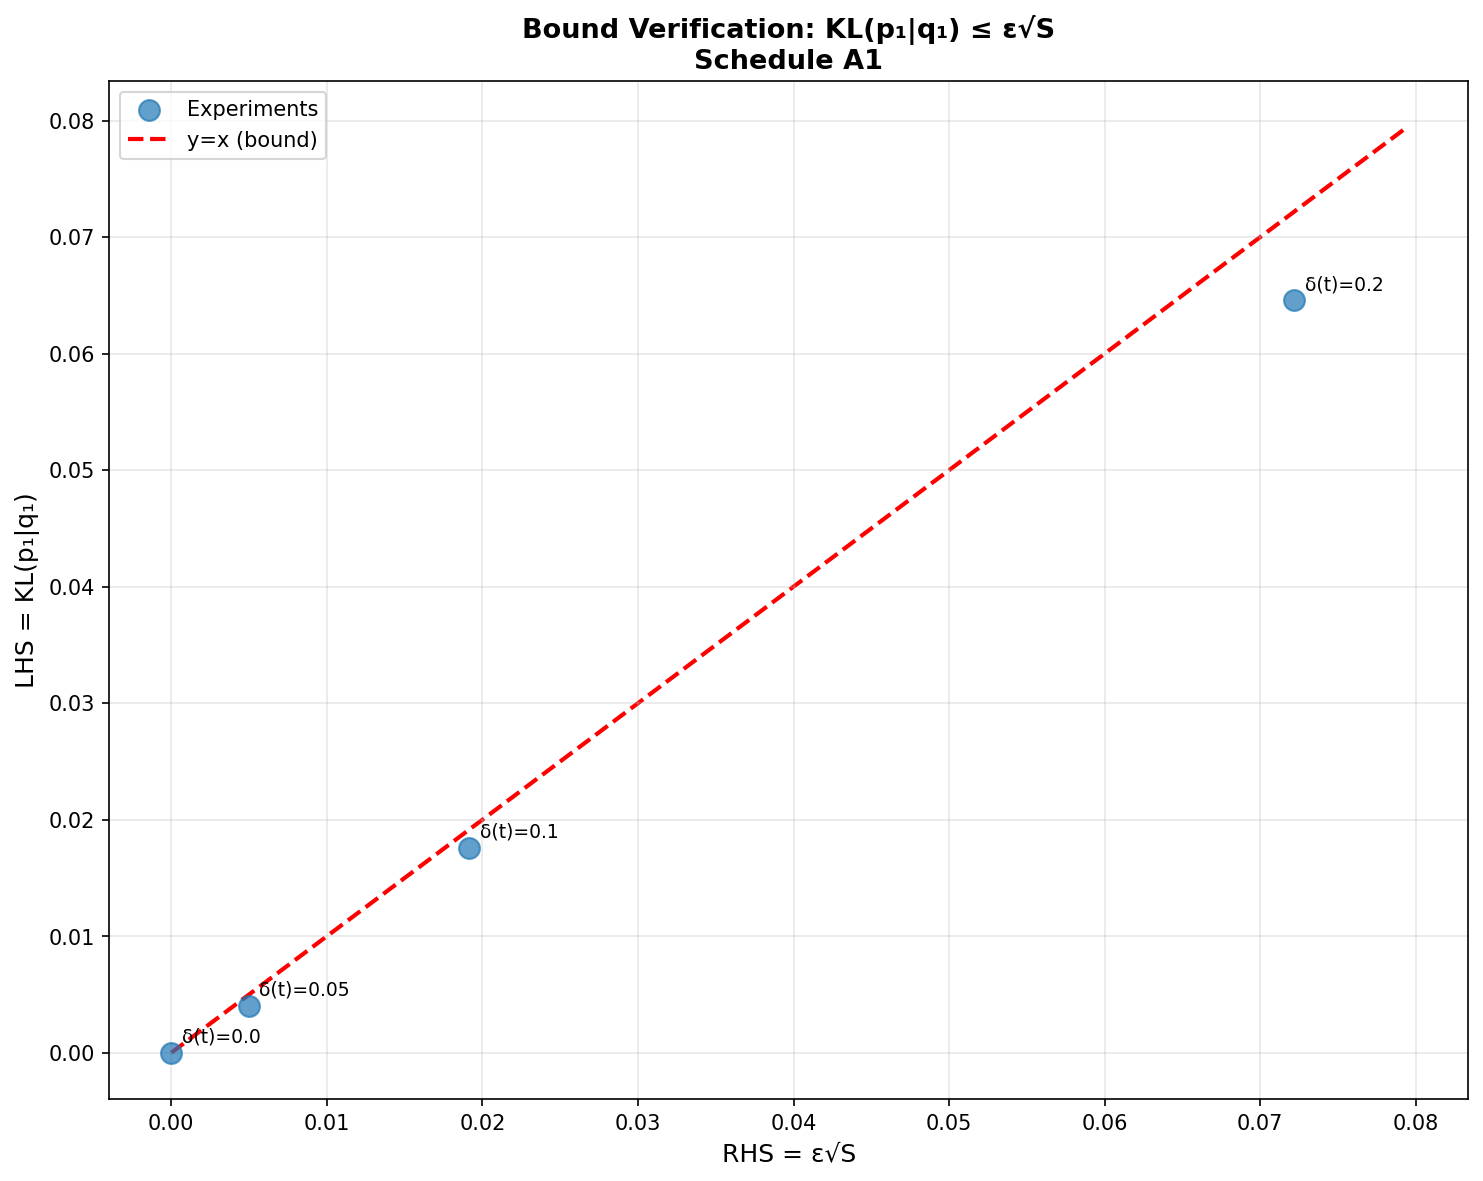 Bound Verification: KL(p₁|q₁) ≤ ε√S
Schedule A1
Experiments
y=x (bound)
LHS = KL(p₁|q₁)
0.08
0.07
0.06
0.05
0.04
0.03
0.02
0.01
0.00
δ(t)=0.2
δ(t)=0.1
δ(t)=0.05
δ(t)=0.0
0.00 0.01 0.02 0.03 0.04 0.05 0.06 0.07 0.08
RHS = ε√S